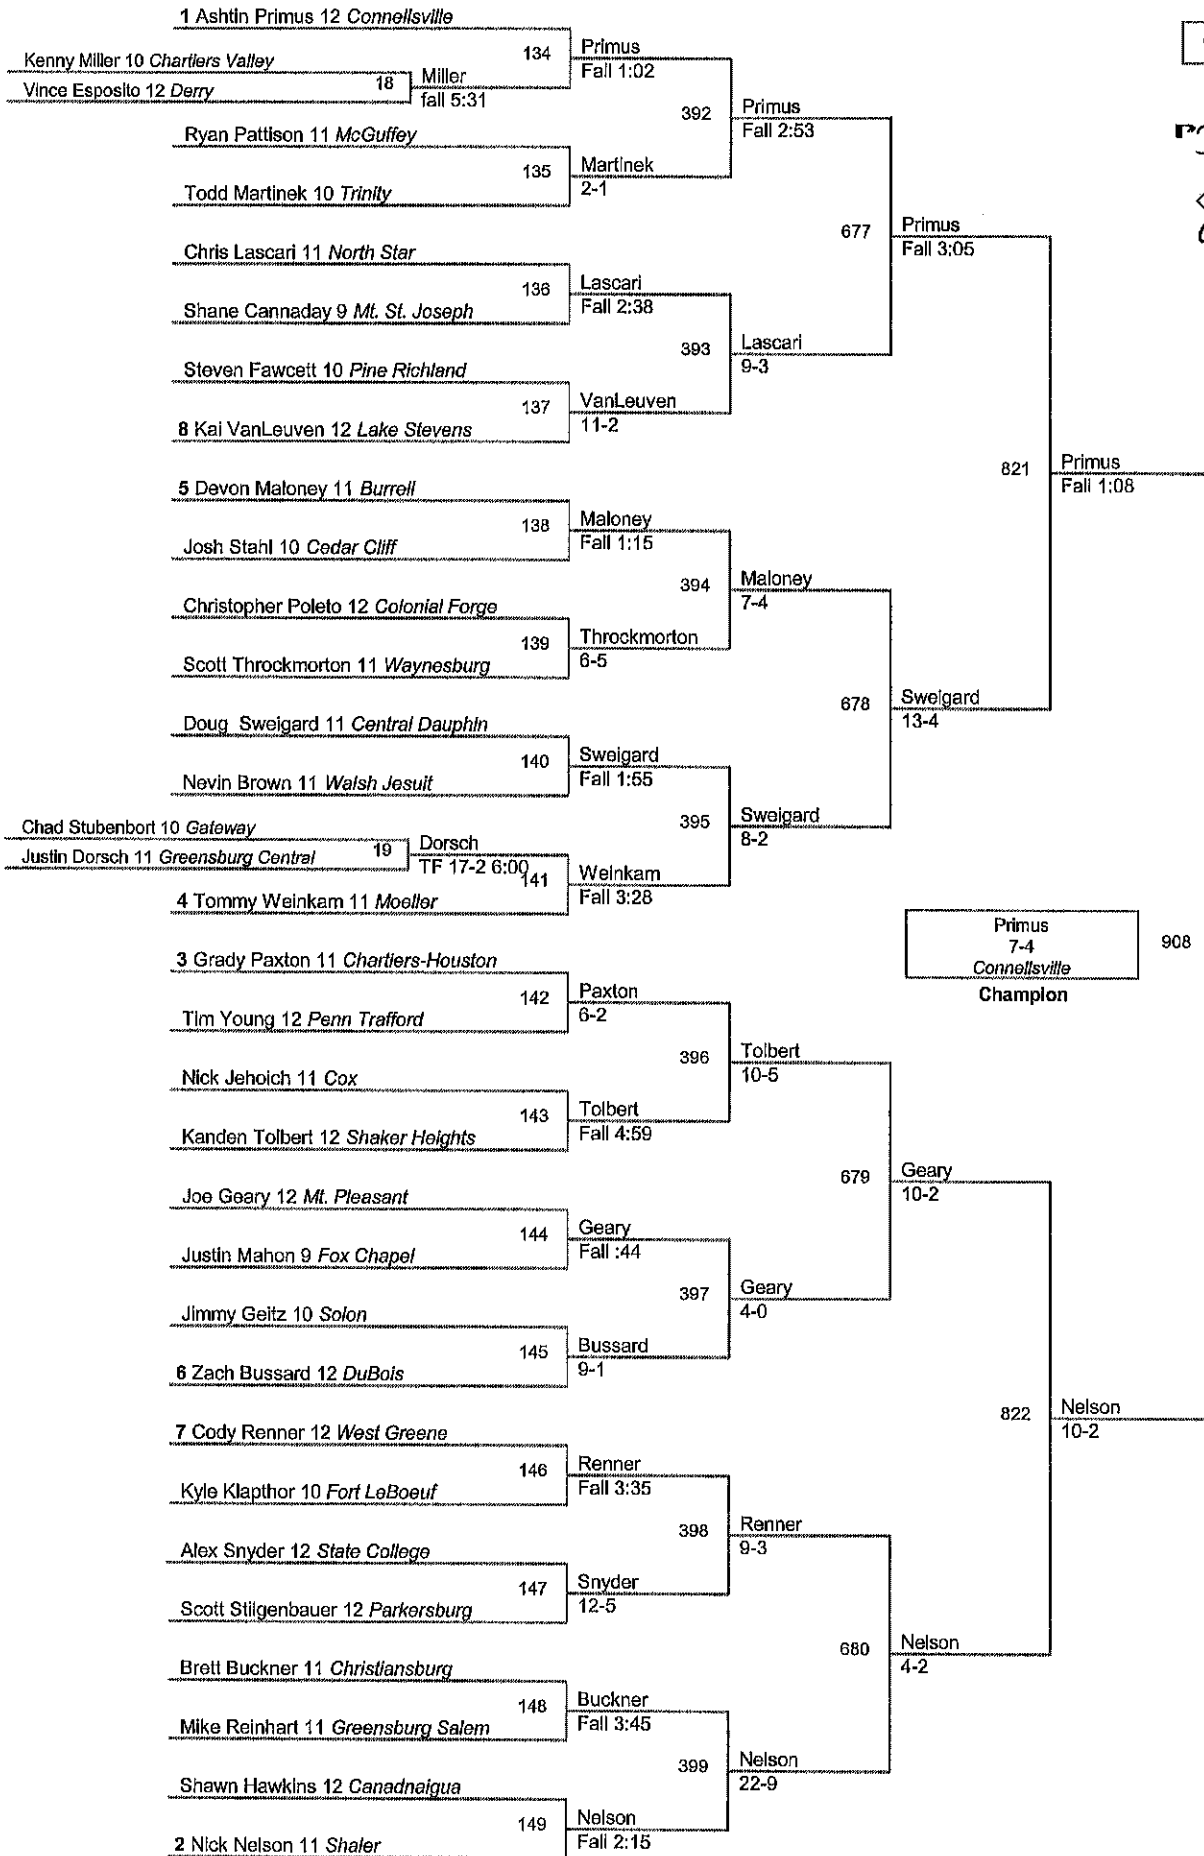 1 Ashtin Primus 12 Connellsville
134
Primus
Fall 1:02
Kenny Miller 10 Chartiers Valley
18
Miller
fall 5:31
Vince Esposito 12 Derry
392
Primus
Fall 2:53
Ryan Pattison 11 McGuffey
135
Martinek
2-1
Todd Martinek 10 Trinity
677
Primus
Fall 3:05
Chris Lascari 11 North Star
136
Lascari
Fall 2:38
Shane Cannaday 9 Mt. St. Joseph
393
Lascari
9-3
Steven Fawcett 10 Pine Richland
137
VanLeuven
11-2
8 Kai VanLeuven 12 Lake Stevens
821
Primus
Fall 1:08
5 Devon Maloney 11 Burrell
138
Maloney
Fall 1:15
Josh Stahl 10 Cedar Cliff
394
Maloney
7-4
Christopher Poleto 12 Colonial Forge
139
Throckmorton
6-5
Scott Throckmorton 11 Waynesburg
678
Sweigard
13-4
Doug Sweigard 11 Central Dauphin
140
Sweigard
Fall 1:55
Nevin Brown 11 Walsh Jesuit
395
Sweigard
8-2
Chad Stubenbort 10 Gateway
19
Dorsch
TF 17-2 6:00
Justin Dorsch 11 Greensburg Central
141
Weinkam
Fall 3:28
4 Tommy Weinkam 11 Moeller
Primus
7-4
Connellsville
908
Champion
3 Grady Paxton 11 Chartiers-Houston
142
Paxton
6-2
Tim Young 12 Penn Trafford
396
Tolbert
10-5
Nick Jehoich 11 Cox
143
Tolbert
Fall 4:59
Kanden Tolbert 12 Shaker Heights
679
Geary
10-2
Joe Geary 12 Mt. Pleasant
144
Geary
Fall :44
Justin Mahon 9 Fox Chapel
397
Geary
4-0
Jimmy Geitz 10 Solon
145
Bussard
9-1
6 Zach Bussard 12 DuBois
822
Nelson
10-2
7 Cody Renner 12 West Greene
146
Renner
Fall 3:35
Kyle Klapthor 10 Fort LeBoeuf
398
Renner
9-3
Alex Snyder 12 State College
147
Snyder
12-5
Scott Stilgenbauer 12 Parkersburg
680
Nelson
4-2
Brett Buckner 11 Christiansburg
148
Buckner
Fall 3:45
Mike Reinhart 11 Greensburg Salem
399
Nelson
22-9
Shawn Hawkins 12 Canadnaigua
149
Nelson
Fall 2:15
2 Nick Nelson 11 Shaler